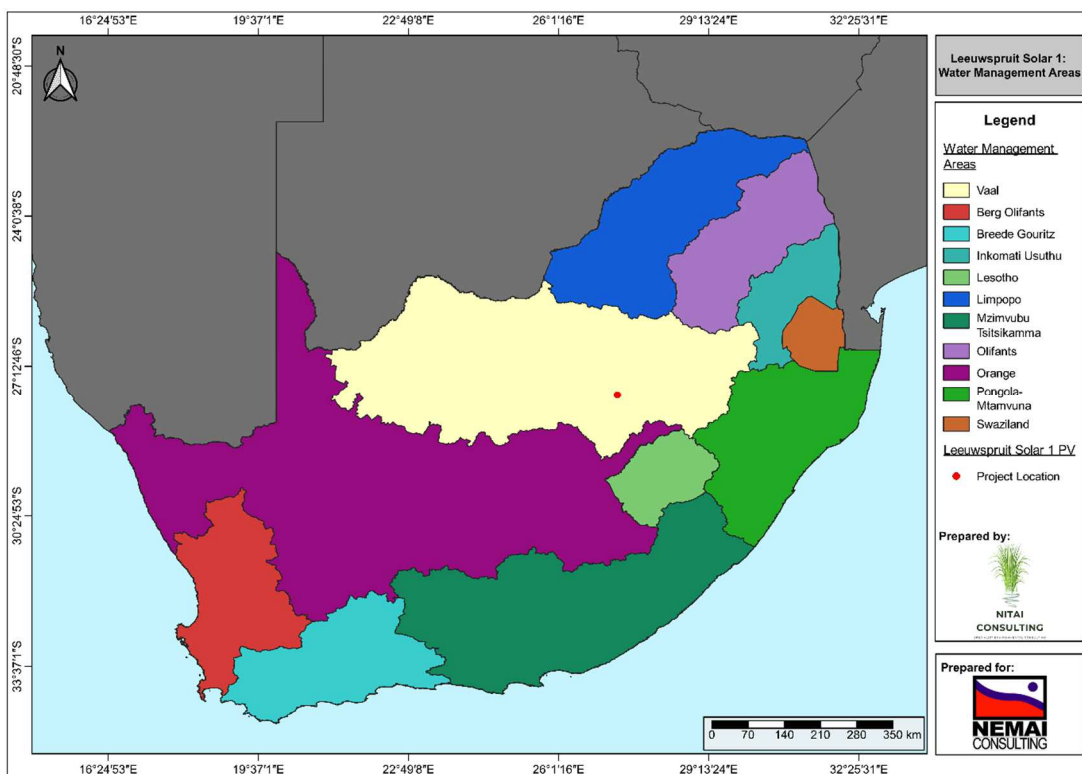 16°24'53"E
19°37'1"E
22°49'8"E
26°1'16"E
29°13'24"E
32°25'31"E
20°48'30"S
24°0'38"S
27°12'46"S
30°24'53"S
33°37'1"S
N
Leeuwspruit Solar 1:
Water Management Areas
Legend
Water Management
Areas
Vaal
Berg Olifants
Breede Gouritz
Inkomati Usuthu
Lesotho
Limpopo
Mzimvubu
Tsitsikamma
Olifants
Orange
Pongola-
Mtamvuna
Swaziland
Leeuwspruit Solar 1 PV
Project Location
Prepared by:
NITAI
CONSULTING
Prepared for:
NEMAI
CONSULTING
0 70 140 210 280 350 km
16°24'53"E
19°37'1"E
22°49'8"E
26°1'16"E
29°13'24"E
32°25'31"E